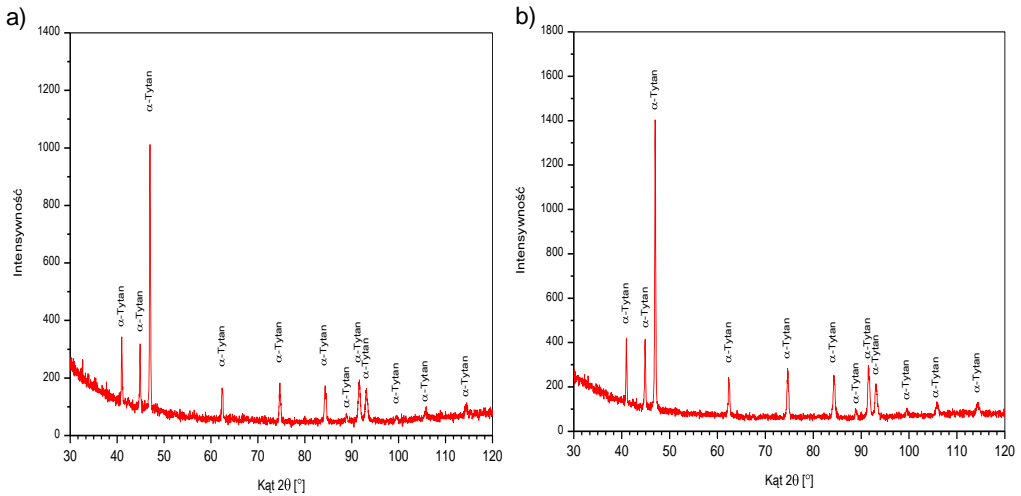 a)
1400
1200
1000
800
600
400
200
0
Intensywność
30 40 50 60 70 80 90 100 110 120
Kąt 2θ [°]
α-Tytan
α-Tytan
α-Tytan
α-Tytan
α-Tytan
α-Tytan
α-Tytan
α-Tytan
α-Tytan
α-Tytan
α-Tytan
α-Tytan
b)
1800
1600
1400
1200
1000
800
600
400
200
0
Intensywność
30 40 50 60 70 80 90 100 110 120
Kąt 2θ [°]
α-Tytan
α-Tytan
α-Tytan
α-Tytan
α-Tytan
α-Tytan
α-Tytan
α-Tytan
α-Tytan
α-Tytan
α-Tytan
α-Tytan